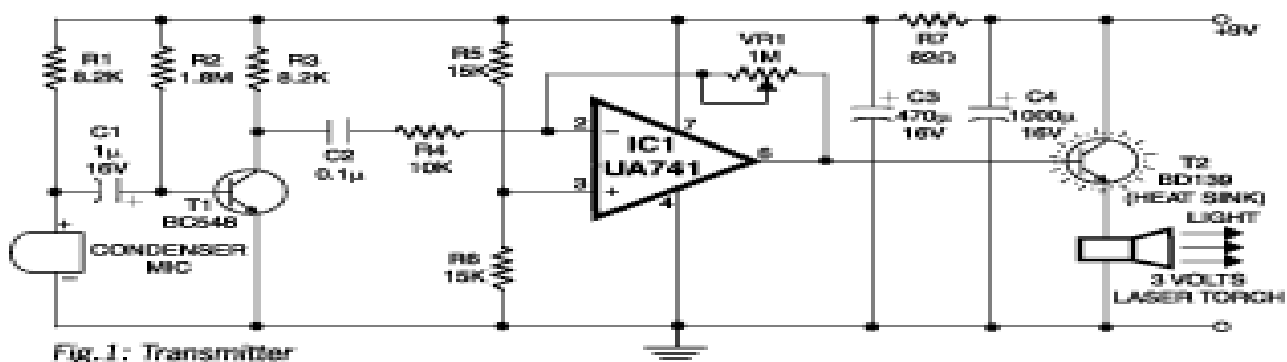 R1
8.2K
R2
1.8M
R3
8.2K
R5
15K
VR1
1M
R7
82Ω
+9V
C1
1µ
16V
C2
0.1µ
R4
10K
2
−
7
IC1
UA741
6
3
+
4
C3
470µ
16V
C4
1000µ
16V
T1
BC548
T2
BD139
(HEAT SINK)
LIGHT
+
CONDENSER
MIC
−
R6
15K
3 VOLTS
LASER TORCH
Fig.1: Transmitter